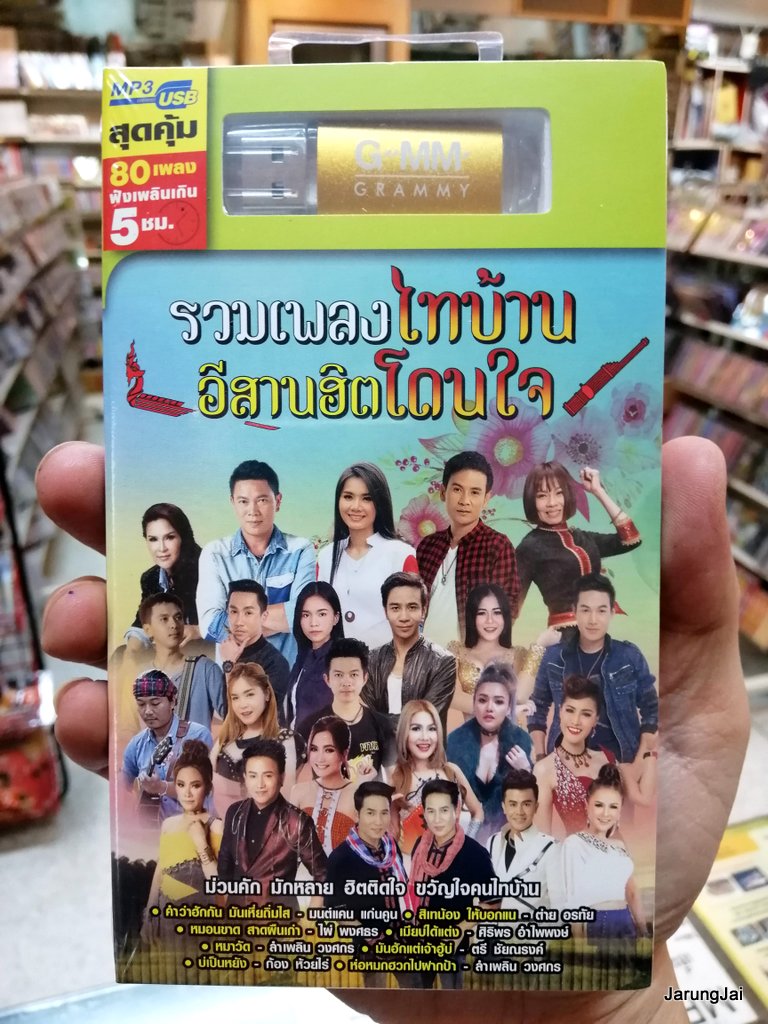 MP3
USB
สุดคุ้ม
80 เพลง
ฟังเพลินเกิน
5 ชม.
G MM
GRAMMY
รวมเพลงไทบ้าน
อีสานฮิตโดนใจ
ม่วนคัก มักหลาย ฮิตติดใจ ขวัญใจคนไทบ้าน
• คำว่าฮักกัน มันเหี่ยถิ่มไส - มนต์แคน แก่นคูน • สิเทน้อง ให้บอกแน - ต่าย อรทัย
• หมอนขาด สาดผืนเก่า - ไผ่ พงศธร • เมียบ่ได้แต่ง - ศิริพร อำไพพงษ์
• หมาวัด - ลำเพลิน วงศกร • มันฮักแต่เจ้าฮู้บ่ - ตรี ชัยณรงค์
• บ่เป็นหยัง - ก้อง ห้วยไร่ • ห่อหมกฮวกไปฝากป้า - ลำเพลิน วงศกร
JarungJai